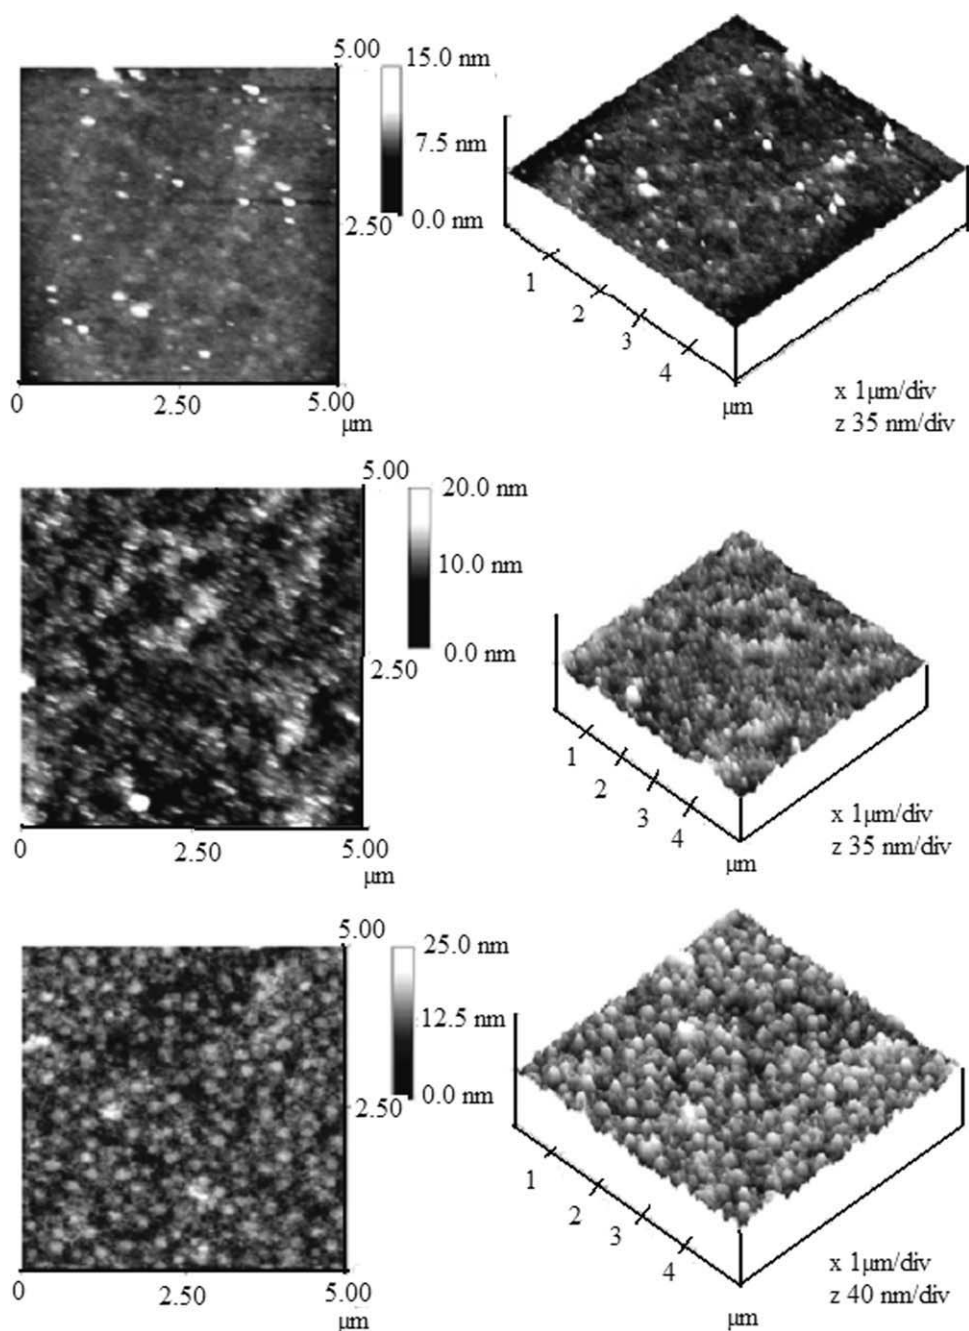 5.00
15.0 nm
7.5 nm
0.0 nm
2.50
0
2.50
5.00
μm
1
2
3
4
μm
x 1μm/div
z 35 nm/div
5.00
20.0 nm
10.0 nm
0.0 nm
2.50
0
2.50
5.00
μm
1
2
3
4
μm
x 1μm/div
z 35 nm/div
5.00
25.0 nm
12.5 nm
0.0 nm
2.50
0
2.50
5.00
μm
1
2
3
4
μm
x 1μm/div
z 40 nm/div